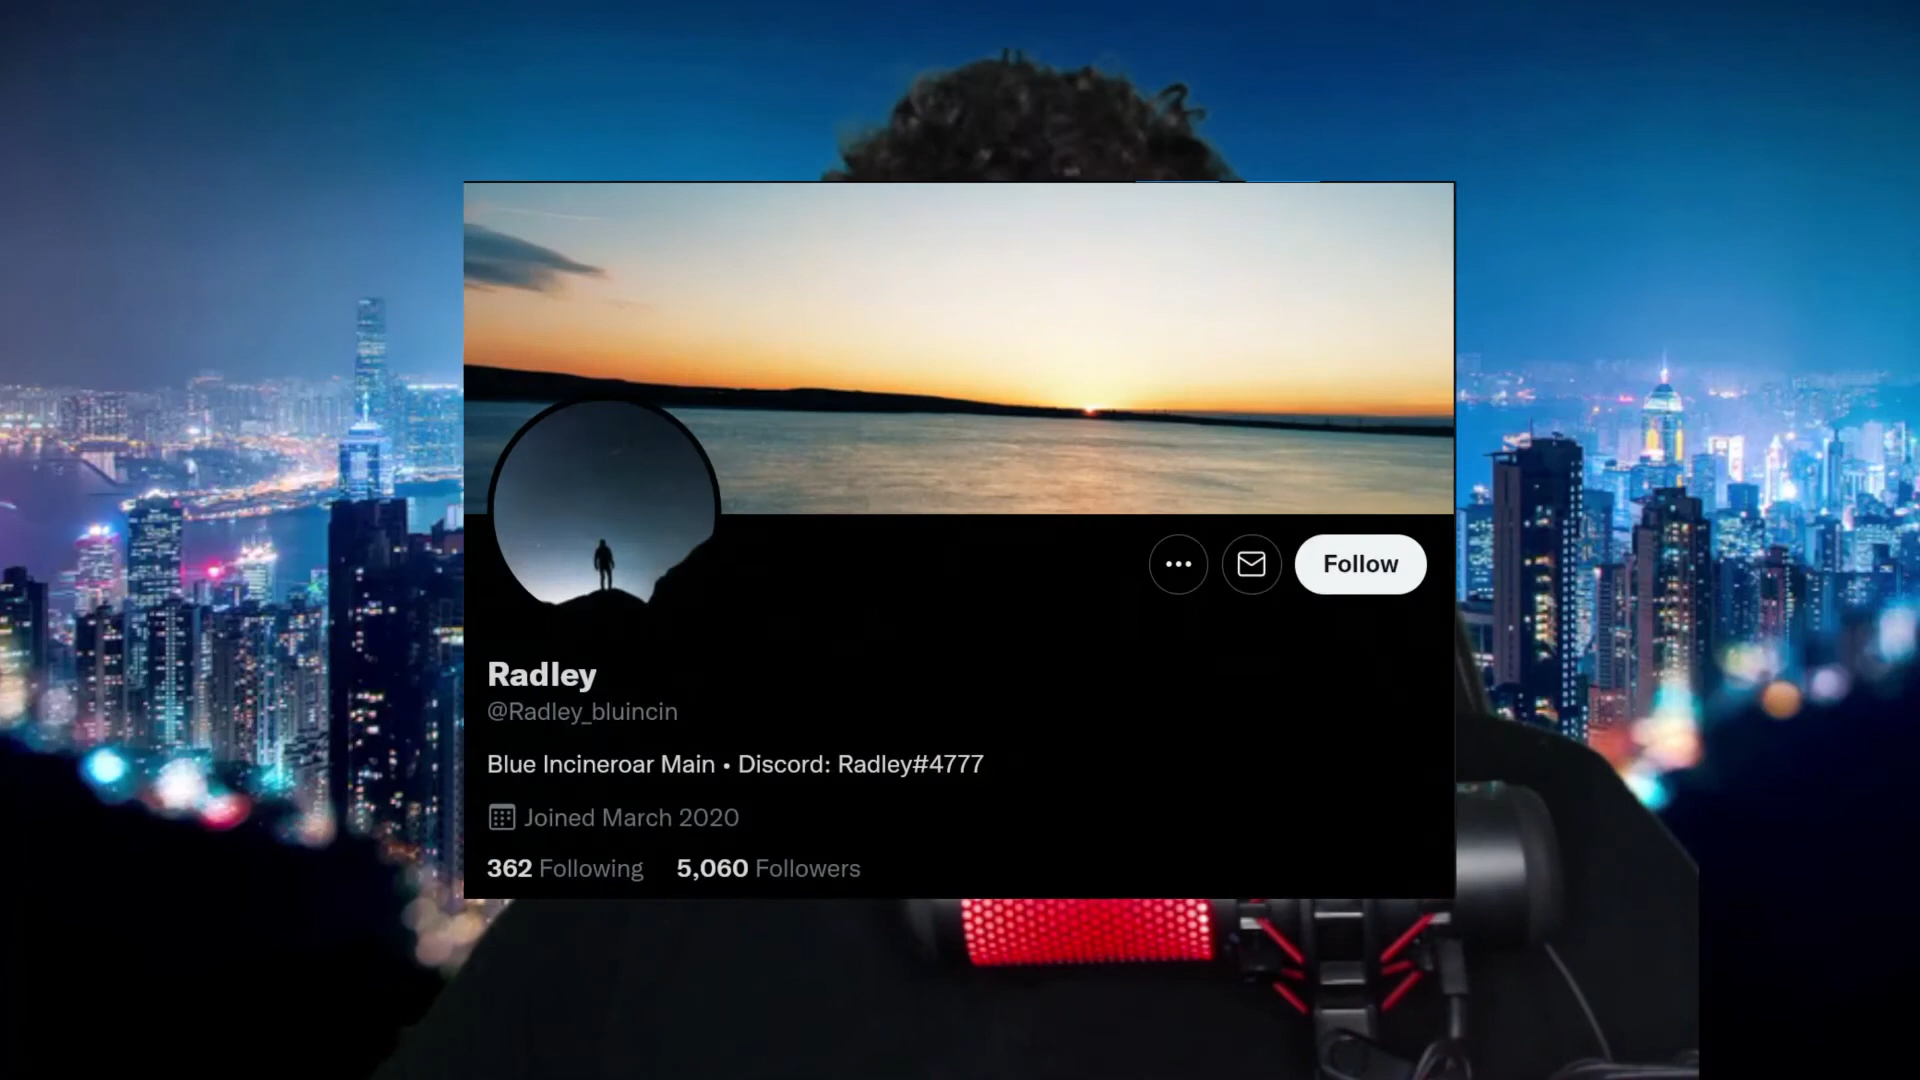 Follow
Radley
@Radley_bluincin
Blue Incineroar Main • Discord: Radley#4777
Joined March 2020
362 Following 5,060 Followers